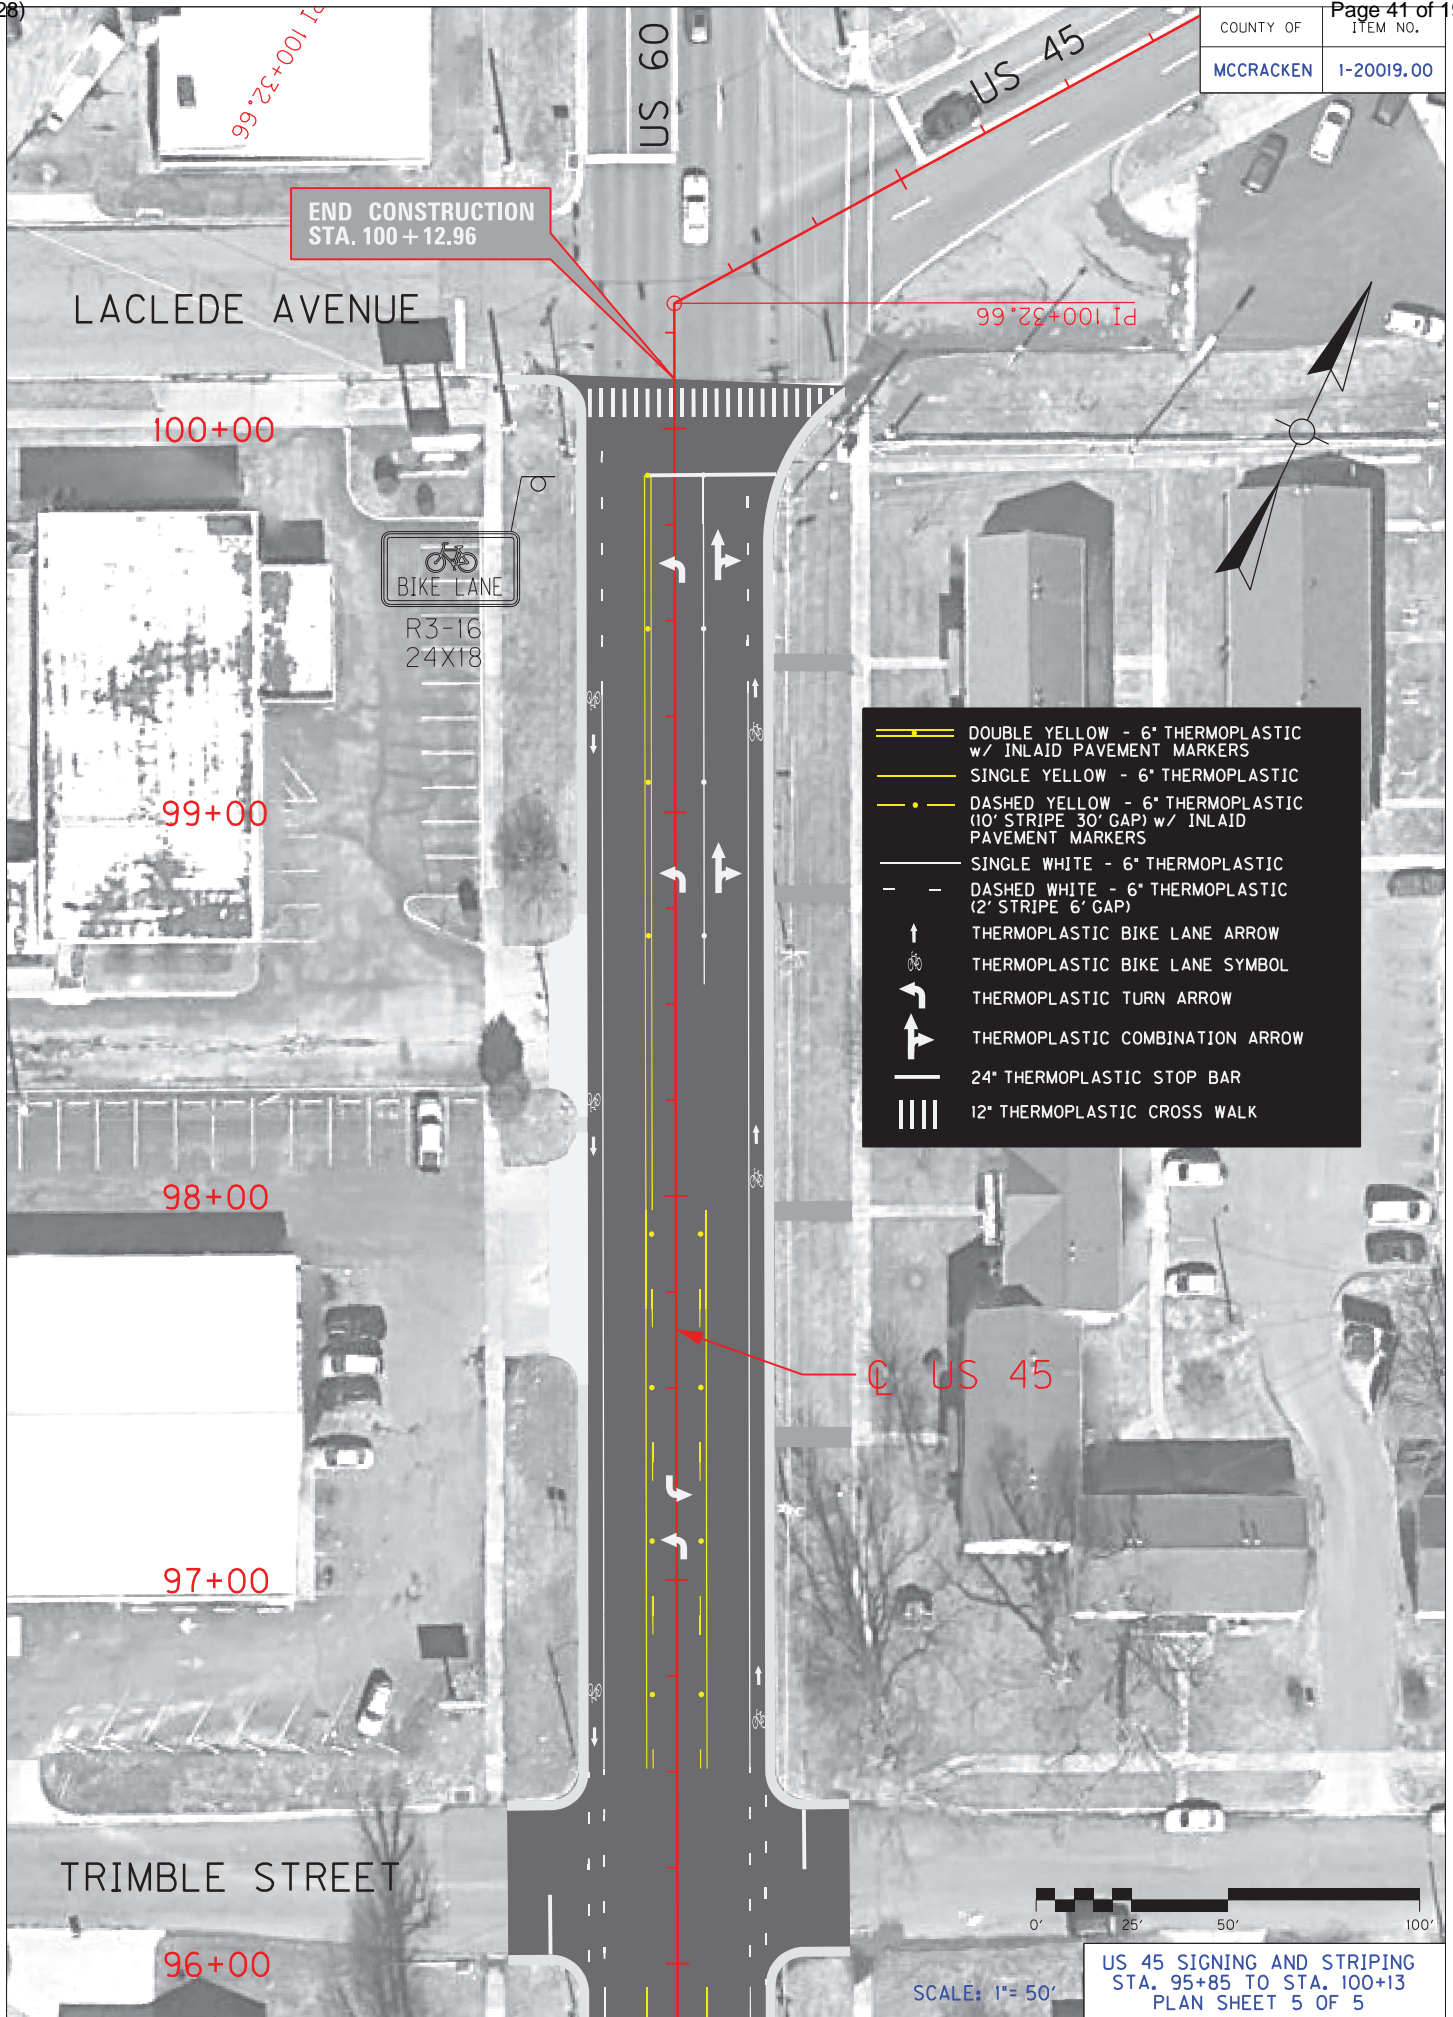 28)
Page 41 of 19
COUNTY OF
ITEM NO.
MCCRACKEN
1-20019.00
PI 100+32.66
US 60
US 45
END CONSTRUCTION
STA. 100+12.96
LACLEDE AVENUE
PI 100+32.66
100+00
BIKE LANE
R3-16
24X18
DOUBLE YELLOW - 6" THERMOPLASTIC
w/ INLAID PAVEMENT MARKERS
SINGLE YELLOW - 6" THERMOPLASTIC
DASHED YELLOW - 6" THERMOPLASTIC
(10' STRIPE 30' GAP) w/ INLAID
PAVEMENT MARKERS
SINGLE WHITE - 6" THERMOPLASTIC
DASHED WHITE - 6" THERMOPLASTIC
(2' STRIPE 6' GAP)
THERMOPLASTIC BIKE LANE ARROW
THERMOPLASTIC BIKE LANE SYMBOL
THERMOPLASTIC TURN ARROW
THERMOPLASTIC COMBINATION ARROW
24" THERMOPLASTIC STOP BAR
12" THERMOPLASTIC CROSS WALK
99+00
98+00
℄ US 45
97+00
TRIMBLE STREET
96+00
0' 25' 50' 100'
SCALE: 1"= 50'
US 45 SIGNING AND STRIPING
STA. 95+85 TO STA. 100+13
PLAN SHEET 5 OF 5